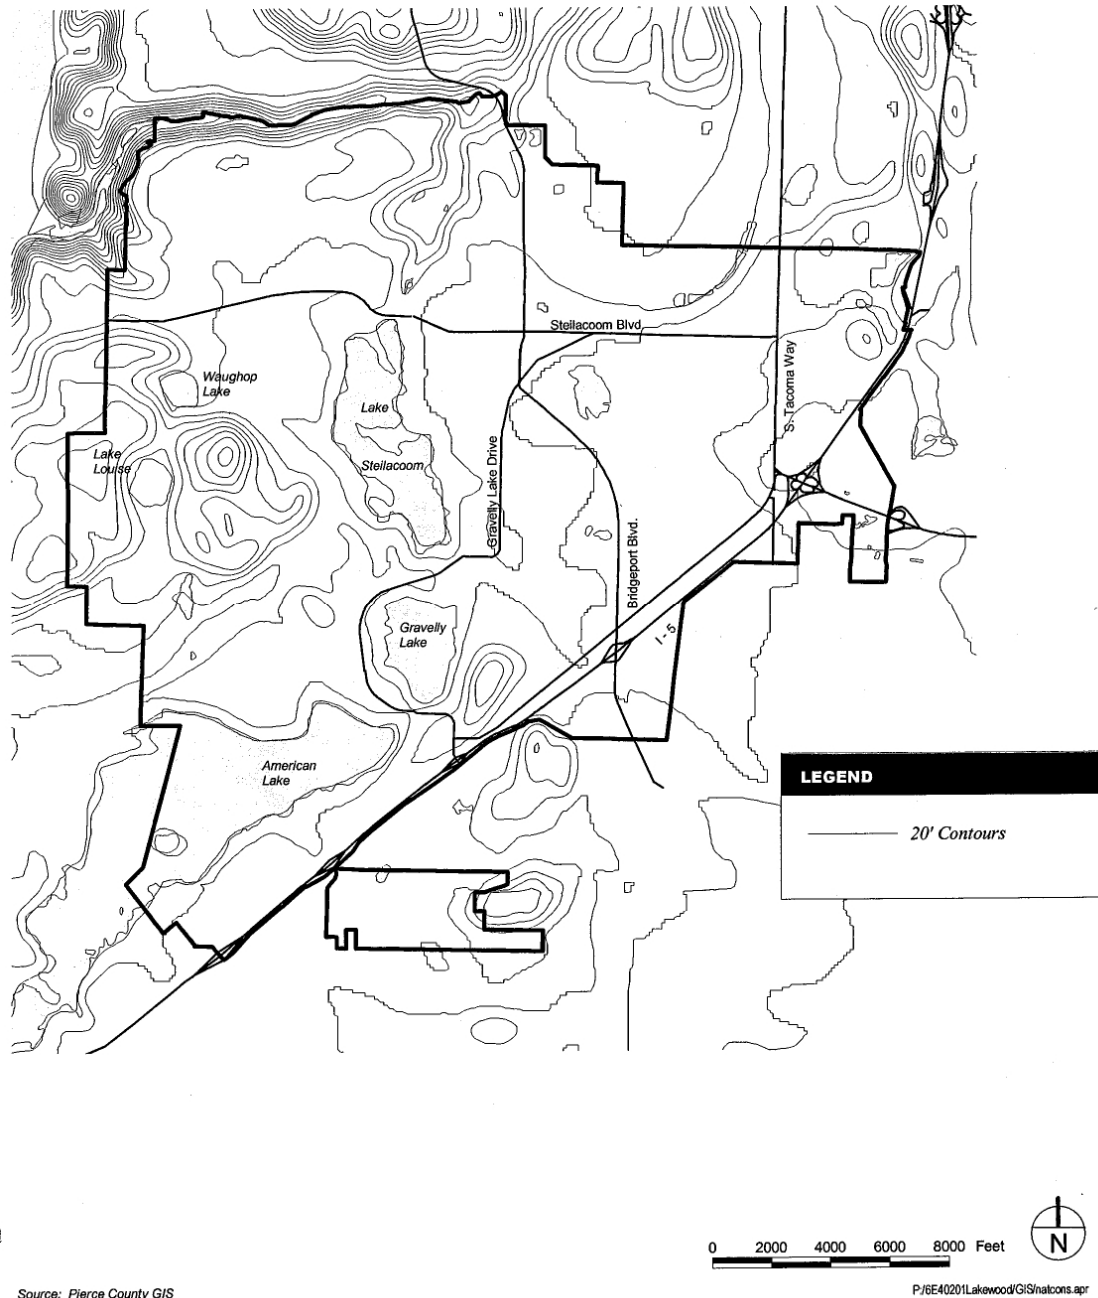 Steilacoom Blvd.
Waughop
Lake
S. Tacoma Way
Lake
Lake
Louise
Steilacoom
Gravelly Lake Drive
Bridgeport Blvd.
Gravelly
Lake
I - 5
American
Lake
LEGEND
20' Contours
0 2000 4000 6000 8000 Feet
N
Source: Pierce County GIS
P:/6E40201Lakewood/GIS/natcons.apr